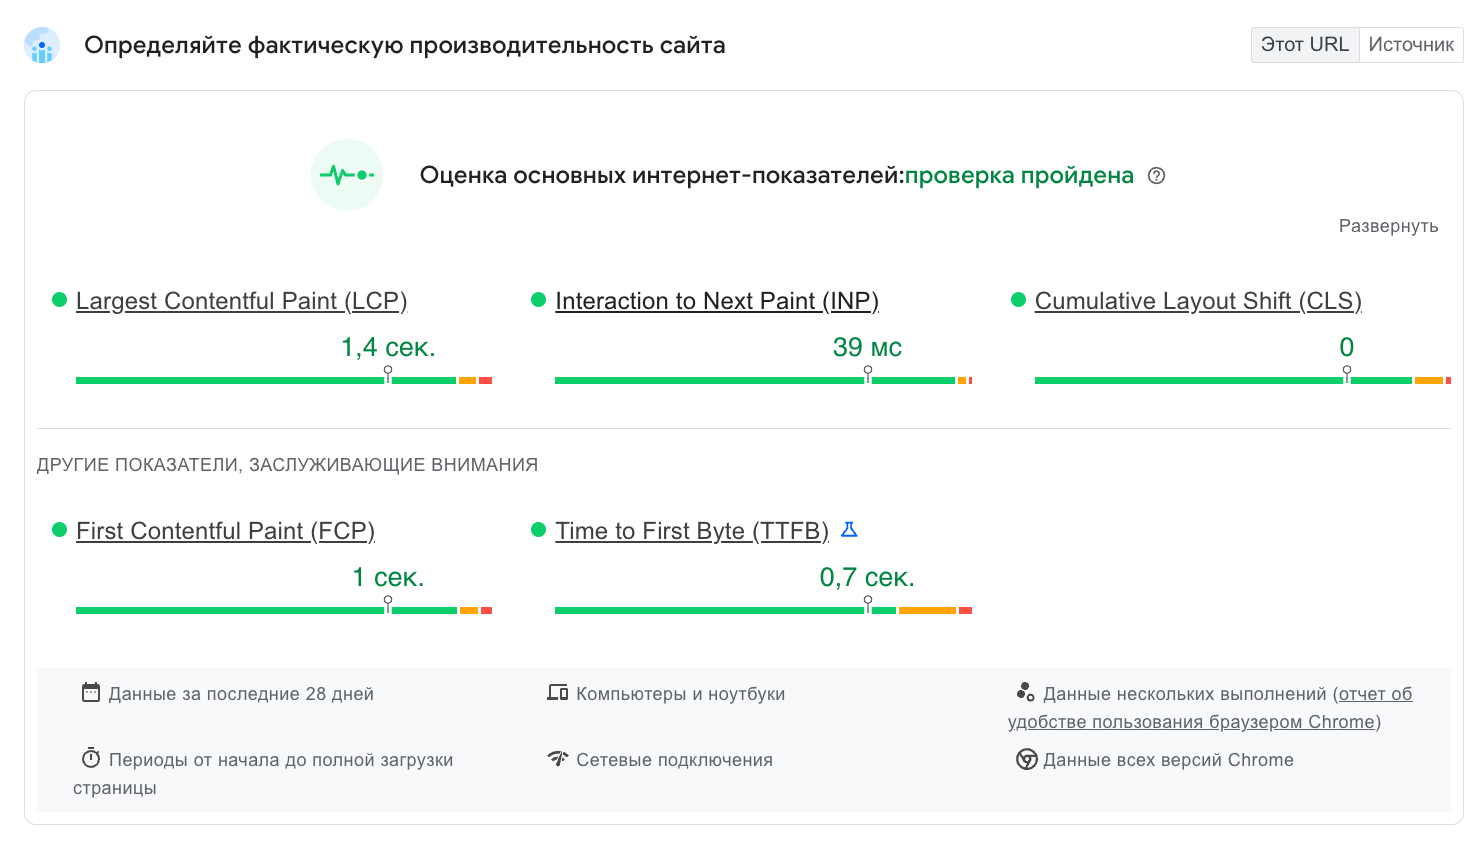 Определяйте фактическую производительность сайта
Этот URL
Источник
Оценка основных интернет-показателей:проверка пройдена
Развернуть
Largest Contentful Paint (LCP)
1,4 сек.
Interaction to Next Paint (INP)
39 мс
Cumulative Layout Shift (CLS)
0
ДРУГИЕ ПОКАЗАТЕЛИ, ЗАСЛУЖИВАЮЩИЕ ВНИМАНИЯ
First Contentful Paint (FCP)
1 сек.
Time to First Byte (TTFB)
0,7 сек.
Данные за последние 28 дней
Компьютеры и ноутбуки
Данные нескольких выполнений (отчет об
удобстве пользования браузером Chrome)
Периоды от начала до полной загрузки
страницы
Сетевые подключения
Данные всех версий Chrome